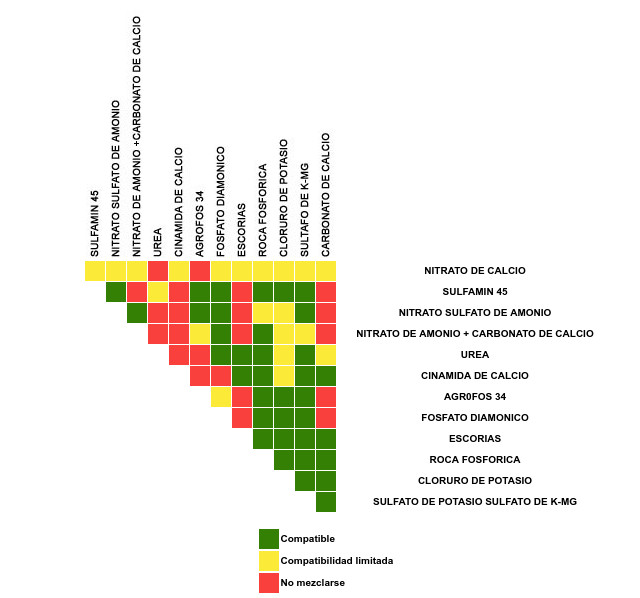 SULFAMIN 45
NITRATO SULFATO DE AMONIO
NITRATO DE AMONIO +CARBONATO DE CALCIO
UREA
CINAMIDA DE CALCIO
AGROFOS 34
FOSFATO DIAMONICO
ESCORIAS
ROCA FOSFORICA
CLORURO DE POTASIO
SULTAFO DE K-MG
CARBONATO DE CALCIO
NITRATO DE CALCIO
SULFAMIN 45
NITRATO SULFATO DE AMONIO
NITRATO DE AMONIO + CARBONATO DE CALCIO
UREA
CINAMIDA DE CALCIO
AGR0FOS 34
FOSFATO DIAMONICO
ESCORIAS
ROCA FOSFORICA
CLORURO DE POTASIO
SULFATO DE POTASIO SULFATO DE K-MG
Compatible
Compatibilidad limitada
No mezclarse